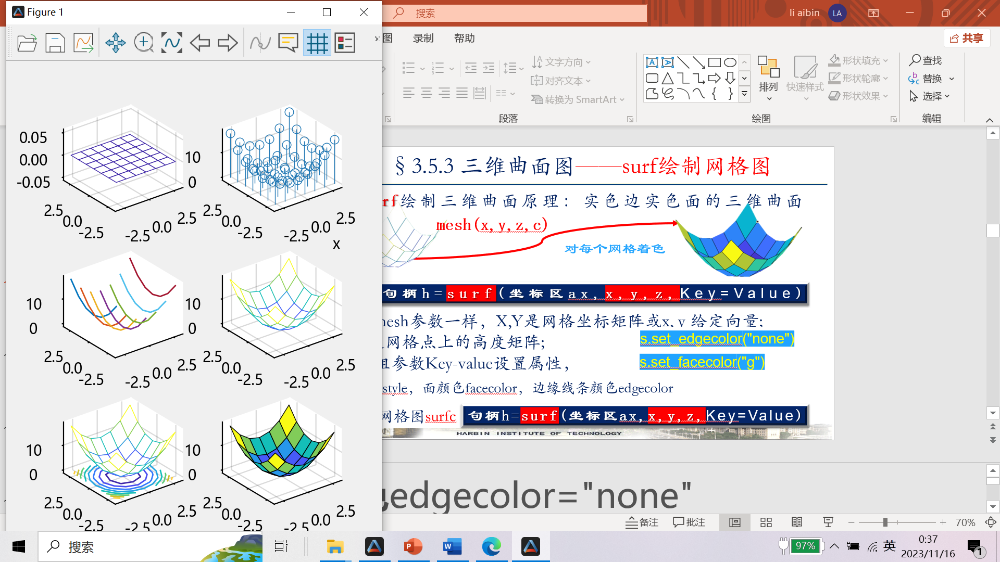 Figure 1
搜索
li aibin
LA
图
录制
帮助
共享
文字方向
对齐文本
转换为 SmartArt
段落
排列
快速样式
形状填充
形状轮廓
形状效果
绘图
查找
替换
选择
编辑
0.05
0.00
-0.05
2.5
0.0
-2.5
-2.5
0.0
2.5
10
0
2.5
0.0
-2.5
-2.5
0.0
2.5
x
10
0
2.5
0.0
-2.5
-2.5
0.0
2.5
10
0
2.5
0.0
-2.5
-2.5
0.0
2.5
10
0
2.5
0.0
-2.5
-2.5
0.0
2.5
10
0
2.5
0.0
-2.5
-2.5
0.0
2.5
§3.5.3 三维曲面图——surf绘制网格图
rf绘制三维曲面原理：实色边实色面的三维曲面
mesh(x,y,z,c)
对每个网格着色
句柄h=surf(坐标区ax,x,y,z,Key=Value)
mesh参数一样，X,Y是网格坐标矩阵或x, y 给定向量;
网格点上的高度矩阵;
s.set_edgecolor("none")
参数Key-value设置属性，
s.set_facecolor("g")
style，面颜色facecolor，边缘线条颜色edgecolor
网格图surfc
句柄h=surf(坐标区ax,x,y,z,Key=Value)
HARBIN INSTITUTE OF TECHNOLOGY
edgecolor="none"
备注
批注
70%
搜索
97%
英
0:37
2023/11/16
1